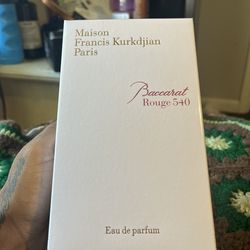 Maison
Francis Kurkdjian
Paris
Baccarat
Rouge 540
Eau de parfum